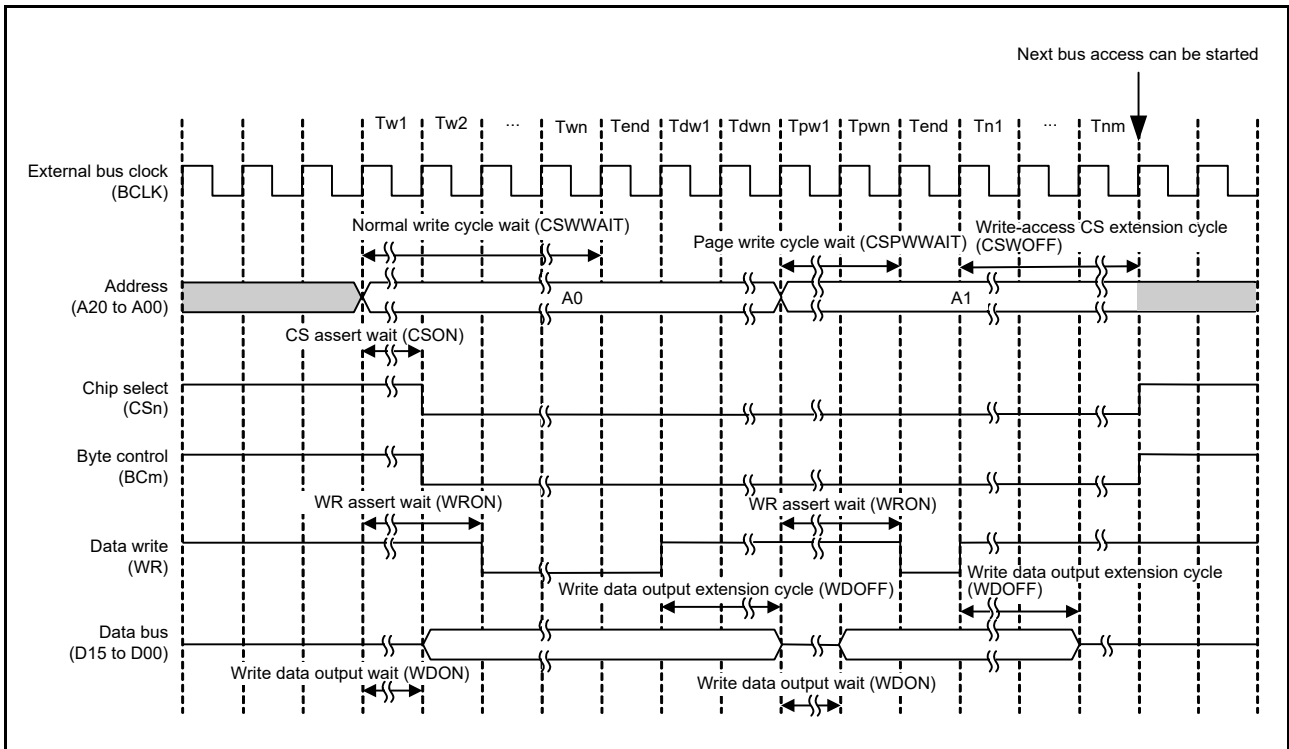 Next bus access can be started
Tw1 Tw2 ... Twn Tend Tdw1 Tdwn Tpw1 Tpwn Tend Tn1 ... Tnm
External bus clock
(BCLK)
Normal write cycle wait (CSWWAIT)
Page write cycle wait (CSPWWAIT)
Write-access CS extension cycle
(CSWOFF)
Address
(A20 to A00)
A0
A1
CS assert wait (CSON)
Chip select
(CSn)
Byte control
(BCm)
WR assert wait (WRON)
WR assert wait (WRON)
Data write
(WR)
Write data output extension cycle (WDOFF)
Write data output extension cycle
(WDOFF)
Data bus
(D15 to D00)
Write data output wait (WDON)
Write data output wait (WDON)